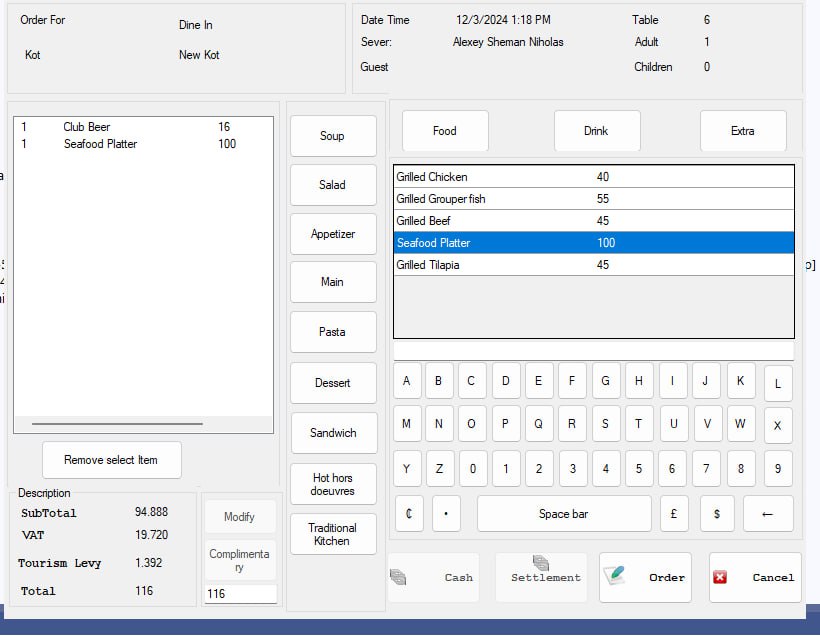 Order For Dine In
Kot New Kot
Date Time 12/3/2024 1:18 PM Table 6
Sever: Alexey Sheman Niholas Adult 1
Guest Children 0
1 Club Beer 16
1 Seafood Platter 100
Remove select Item
Description
SubTotal 94.888
VAT 19.720
Tourism Levy 1.392
Total 116
Modify
Complimenta
ry
116
Soup
Salad
Appetizer
Main
Pasta
Dessert
Sandwich
Hot hors
doeuvres
Traditional
Kitchen
Food Drink Extra
Grilled Chicken 40
Grilled Grouper fish 55
Grilled Beef 45
Seafood Platter 100
Grilled Tilapia 45
A B C D E F G H I J K L
M N O P Q R S T U V W X
Y Z 0 1 2 3 4 5 6 7 8 9
₵ . Space bar £ $ ←
Cash Settlement Order Cancel
p]